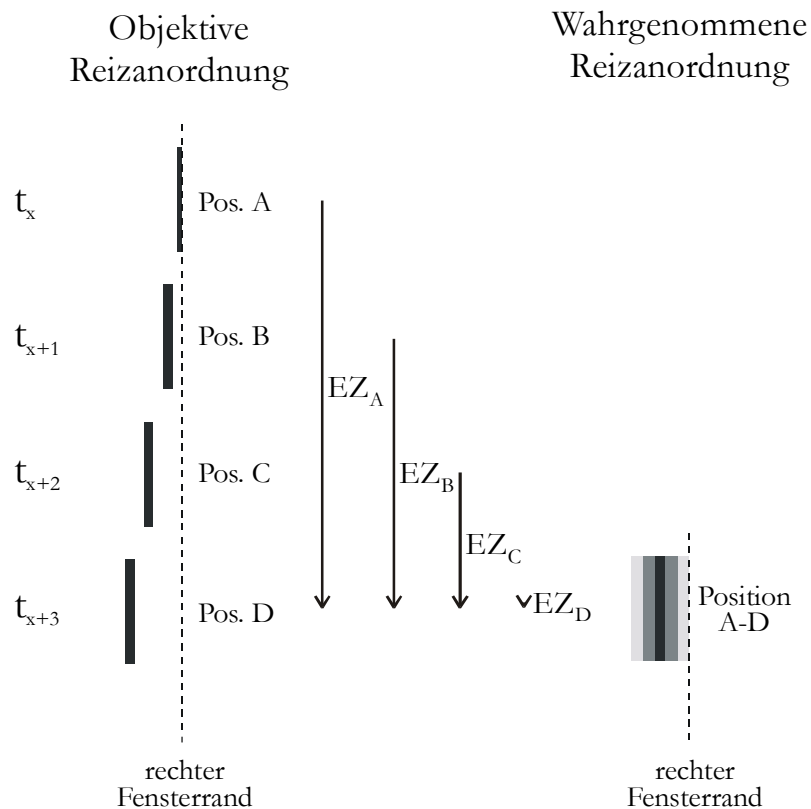 Objektive
Reizanordnung
Wahrgenommene
Reizanordnung
tx Pos. A
tx+1 Pos. B
EZA
tx+2 Pos. C
EZB
EZC
tx+3 Pos. D
EZD
Position
A-D
rechter
Fensterrand
rechter
Fensterrand